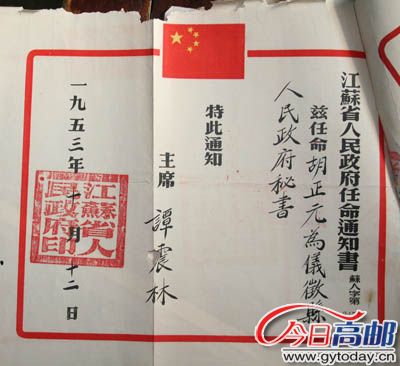 江蘇省人民政府任命通知書
蘇人字第
兹任命胡正元為儀徵縣
人民政府秘書
特此通知
主席 譚震林
一九五三年十月十二日
江蘇省人
民政府印
今日高邮
www.gytoday.cn